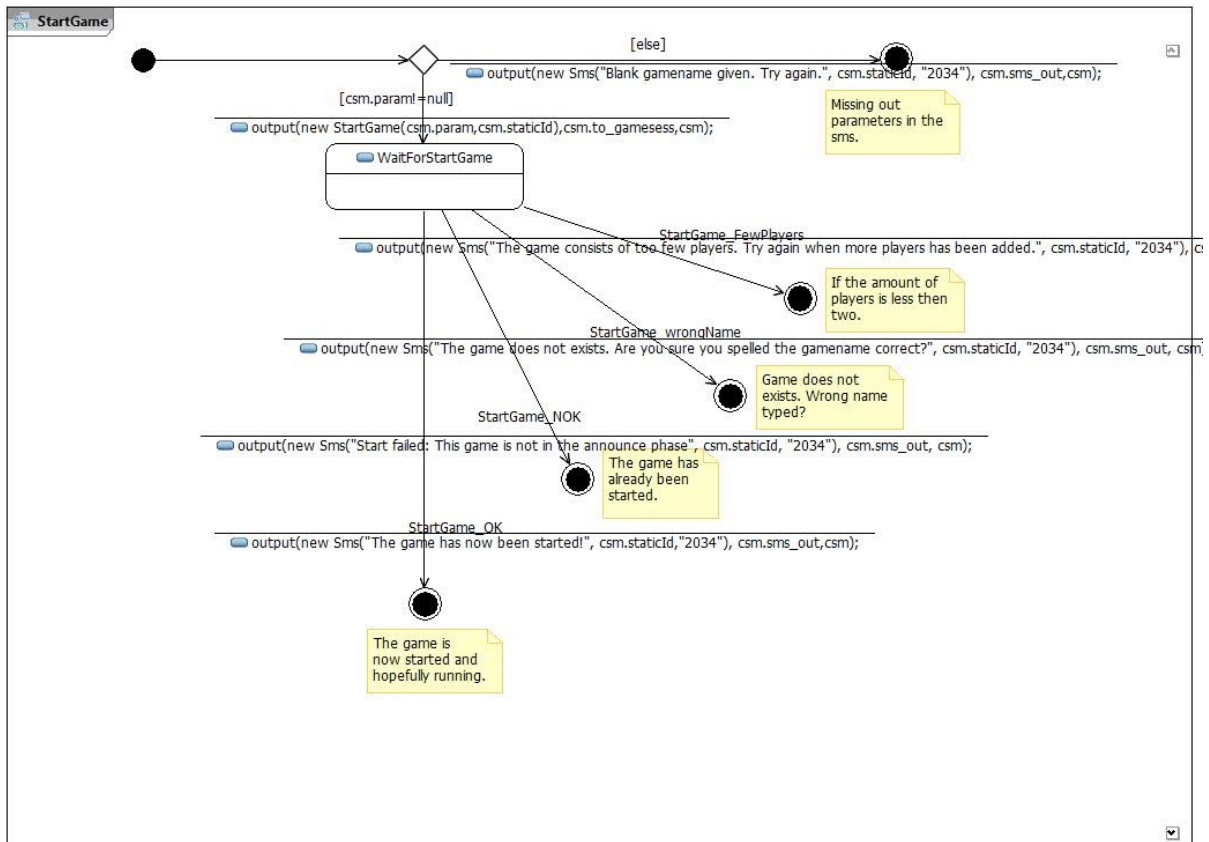 StartGame
[else]
output(new Sms("Blank gamename given. Try again.", csm.staticId, "2034"), csm.sms_out,csm);
[csm.param!=null]
Missing out
parameters in the
sms.
output(new StartGame(csm.param,csm.staticId),csm.to_gamesess,csm);
WaitForStartGame
StartGame_FewPlayers
output(new Sms("The game consists of too few players. Try again when more players has been added.", csm.staticId, "2034"), cs
If the amount of
players is less then
two.
StartGame_wrongName
output(new Sms("The game does not exists. Are you sure you spelled the gamename correct?", csm.staticId, "2034"), csm.sms_out, csm)
Game does not
exists. Wrong name
typed?
StartGame_NOK
output(new Sms("Start failed: This game is not in the announce phase", csm.staticId, "2034"), csm.sms_out, csm);
The game has
already been
started.
StartGame_OK
output(new Sms("The game has now been started!", csm.staticId,"2034"), csm.sms_out,csm);
The game is
now started and
hopefully running.